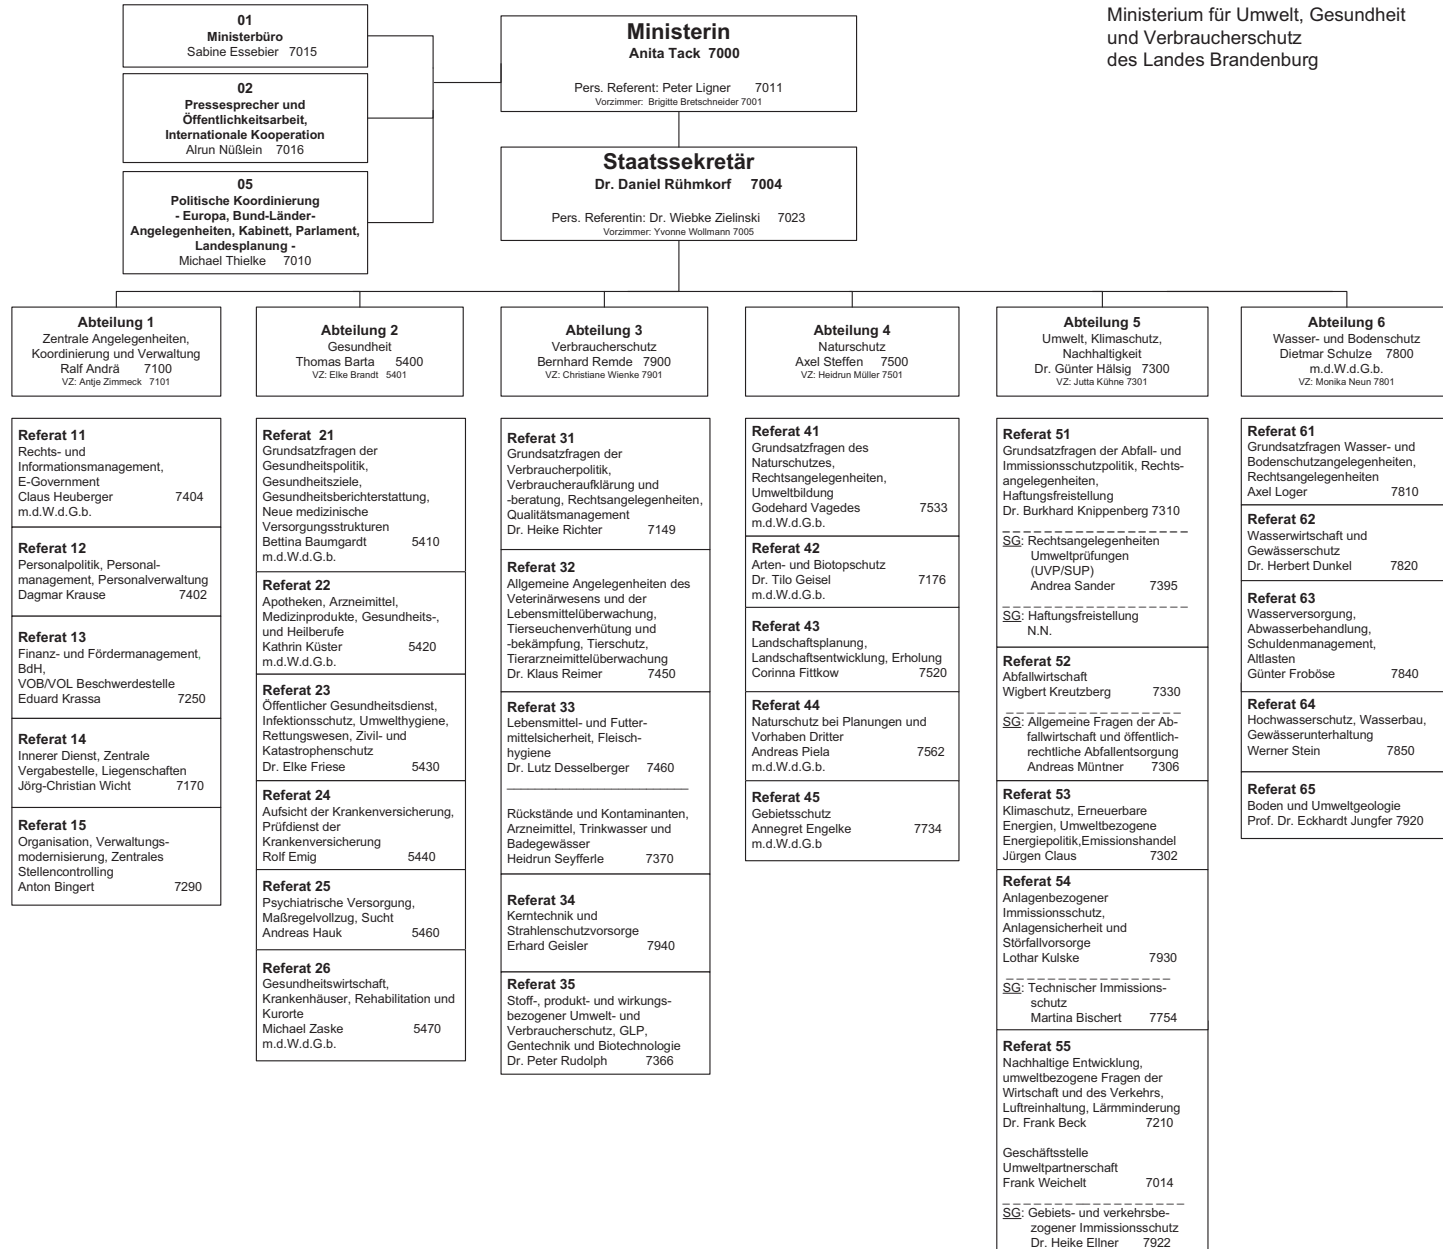 Ministerium für Umwelt, Gesundheit
und Verbraucherschutz
des Landes Brandenburg
01
Ministerbüro
Sabine Essebier 7015
02
Pressesprecher und
Öffentlichkeitsarbeit,
Internationale Kooperation
Alrun Nüßlein 7016
05
Politische Koordinierung
- Europa, Bund-Länder-
Angelegenheiten, Kabinett, Parlament,
Landesplanung -
Michael Thielke 7010
Ministerin
Anita Tack 7000
Pers. Referent: Peter Ligner 7011
Vorzimmer: Brigitte Bretschneider 7001
Staatssekretär
Dr. Daniel Rühmkorf 7004
Pers. Referentin: Dr. Wiebke Zielinski 7023
Vorzimmer: Yvonne Wollmann 7005
Abteilung 1
Zentrale Angelegenheiten,
Koordinierung und Verwaltung
Ralf Andrä 7100
VZ: Antje Zimmeck 7101
Referat 11
Rechts- und
Informationsmanagement,
E-Government
Claus Heuberger 7404
m.d.W.d.G.b.
Referat 12
Personalpolitik, Personal-
management, Personalverwaltung
Dagmar Krause 7402
Referat 13
Finanz- und Fördermanagement,
BdH,
VOB/VOL Beschwerdestelle
Eduard Krassa 7250
Referat 14
Innerer Dienst, Zentrale
Vergabestelle, Liegenschaften
Jörg-Christian Wicht 7170
Referat 15
Organisation, Verwaltungs-
modernisierung, Zentrales
Stellencontrolling
Anton Bingert 7290
Abteilung 2
Gesundheit
Thomas Barta 5400
VZ: Elke Brandt 5401
Referat 21
Grundsatzfragen der
Gesundheitspolitik,
Gesundheitsziele,
Gesundheitsberichterstattung,
Neue medizinische
Versorgungsstrukturen
Bettina Baumgardt 5410
m.d.W.d.G.b.
Referat 22
Apotheken, Arzneimittel,
Medizinprodukte, Gesundheits-,
und Heilberufe
Kathrin Küster 5420
m.d.W.d.G.b.
Referat 23
Öffentlicher Gesundheitsdienst,
Infektionsschutz, Umwelthygiene,
Rettungswesen, Zivil- und
Katastrophenschutz
Dr. Elke Friese 5430
Referat 24
Aufsicht der Krankenversicherung,
Prüfdienst der
Krankenversicherung
Rolf Emig 5440
Referat 25
Psychiatrische Versorgung,
Maßregelvollzug, Sucht
Andreas Hauk 5460
Referat 26
Gesundheitswirtschaft,
Krankenhäuser, Rehabilitation und
Kurorte
Michael Zaske 5470
m.d.W.d.G.b.
Abteilung 3
Verbraucherschutz
Bernhard Remde 7900
VZ: Christiane Wienke 7901
Referat 31
Grundsatzfragen der
Verbraucherpolitik,
Verbraucheraufklärung und
-beratung, Rechtsangelegenheiten,
Qualitätsmanagement
Dr. Heike Richter 7149
Referat 32
Allgemeine Angelegenheiten des
Veterinärwesens und der
Lebensmittelüberwachung,
Tierseuchenverhütung und
-bekämpfung, Tierschutz,
Tierarzneimittelüberwachung
Dr. Klaus Reimer 7450
Referat 33
Lebensmittel- und Futter-
mittelsicherheit, Fleisch-
hygiene
Dr. Lutz Desselberger 7460
Rückstände und Kontaminanten,
Arzneimittel, Trinkwasser und
Badegewässer
Heidrun Seyfferle 7370
Referat 34
Kerntechnik und
Strahlenschutzvorsorge
Erhard Geisler 7940
Referat 35
Stoff-, produkt- und wirkungs-
bezogener Umwelt- und
Verbraucherschutz, GLP,
Gentechnik und Biotechnologie
Dr. Peter Rudolph 7366
Abteilung 4
Naturschutz
Axel Steffen 7500
VZ: Heidrun Müller 7501
Referat 41
Grundsatzfragen des
Naturschutzes,
Rechtsangelegenheiten,
Umweltbildung
Godehard Vagedes 7533
m.d.W.d.G.b.
Referat 42
Arten- und Biotopschutz
Dr. Tilo Geisel 7176
m.d.W.d.G.b.
Referat 43
Landschaftsplanung,
Landschaftsentwicklung, Erholung
Corinna Fittkow 7520
Referat 44
Naturschutz bei Planungen und
Vorhaben Dritter
Andreas Piela 7562
m.d.W.d.G.b.
Referat 45
Gebietsschutz
Annegret Engelke 7734
m.d.W.d.G.b
Abteilung 5
Umwelt, Klimaschutz,
Nachhaltigkeit
Dr. Günter Hälsig 7300
VZ: Jutta Kühne 7301
Referat 51
Grundsatzfragen der Abfall- und
Immissionsschutzpolitik, Rechts-
angelegenheiten,
Haftungsfreistellung
Dr. Burkhard Knippenberg 7310
SG: Rechtsangelegenheiten
Umweltprüfungen
(UVP/SUP)
Andrea Sander 7395
SG: Haftungsfreistellung
N.N.
Referat 52
Abfallwirtschaft
Wigbert Kreutzberg 7330
SG: Allgemeine Fragen der Ab-
fallwirtschaft und öffentlich-
rechtliche Abfallentsorgung
Andreas Müntner 7306
Referat 53
Klimaschutz, Erneuerbare
Energien, Umweltbezogene
Energiepolitik,Emissionshandel
Jürgen Claus 7302
Referat 54
Anlagenbezogener
Immissionsschutz,
Anlagensicherheit und
Störfallvorsorge
Lothar Kulske 7930
SG: Technischer Immissions-
schutz
Martina Bischert 7754
Referat 55
Nachhaltige Entwicklung,
umweltbezogene Fragen der
Wirtschaft und des Verkehrs,
Luftreinhaltung, Lärmminderung
Dr. Frank Beck 7210
Geschäftsstelle
Umweltpartnerschaft
Frank Weichelt 7014
SG: Gebiets- und verkehrsbe-
zogener Immissionsschutz
Dr. Heike Ellner 7922
Abteilung 6
Wasser- und Bodenschutz
Dietmar Schulze 7800
m.d.W.d.G.b.
VZ: Monika Neun 7801
Referat 61
Grundsatzfragen Wasser- und
Bodenschutzangelegenheiten,
Rechtsangelegenheiten
Axel Loger 7810
Referat 62
Wasserwirtschaft und
Gewässerschutz
Dr. Herbert Dunkel 7820
Referat 63
Wasserversorgung,
Abwasserbehandlung,
Schuldenmanagement,
Altlasten
Günter Froböse 7840
Referat 64
Hochwasserschutz, Wasserbau,
Gewässerunterhaltung
Werner Stein 7850
Referat 65
Boden und Umweltgeologie
Prof. Dr. Eckhardt Jungfer 7920